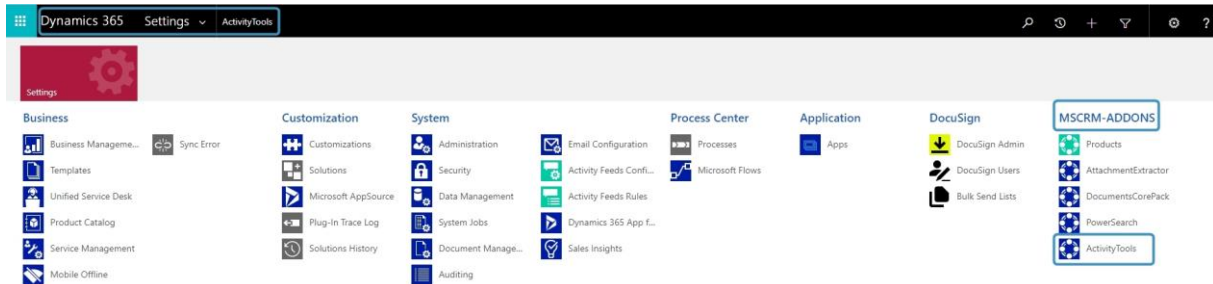 Dynamics 365 Settings ActivityTools
?
Settings
Business
Business Manageme...
Sync Error
Templates
Unified Service Desk
Product Catalog
Service Management
Mobile Offline
Customization
Customizations
Solutions
Microsoft AppSource
Plug-In Trace Log
Solutions History
System
Administration
Security
Data Management
System Jobs
Document Manage...
Auditing
Email Configuration
Activity Feeds Confi...
Activity Feeds Rules
Dynamics 365 App f...
Sales Insights
Process Center
Processes
Microsoft Flows
Application
Apps
DocuSign
DocuSign Admin
DocuSign Users
Bulk Send Lists
MSCRM-ADDONS
Products
AttachmentExtractor
DocumentsCorePack
PowerSearch
ActivityTools